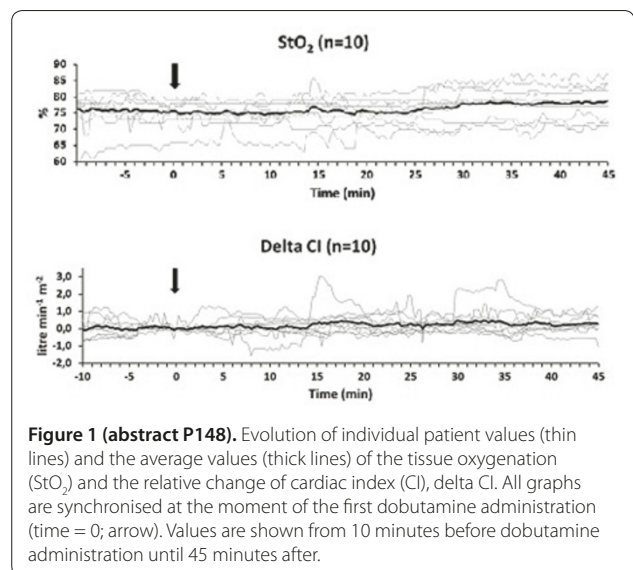 StO₂ (n=10)
90
85
80
75
70
65
60
%
-5 0 5 10 15 20 25 30 35 40 45
Time (min)
Delta CI (n=10)
3,0
2,0
1,0
0,0
-1,0
-2,0
litre min⁻¹ m⁻²
-10 -5 0 5 10 15 20 25 30 35 40 45
Time (min)
Figure 1 (abstract P148). Evolution of individual patient values (thin
lines) and the average values (thick lines) of the tissue oxygenation
(StO₂) and the relative change of cardiac index (CI), delta CI. All graphs
are synchronised at the moment of the first dobutamine administration
(time = 0; arrow). Values are shown from 10 minutes before dobutamine
administration until 45 minutes after.